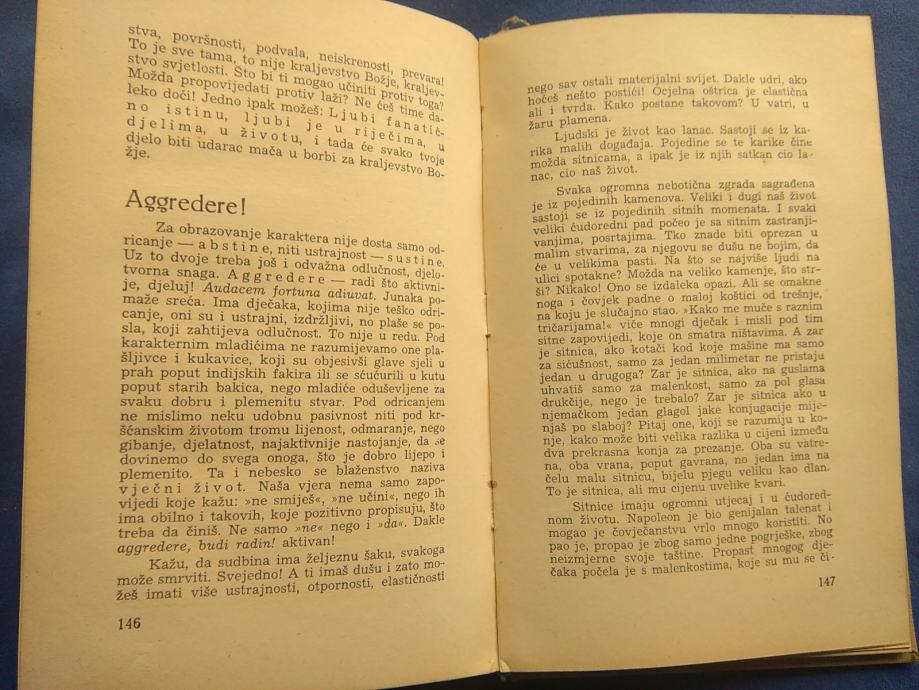 stva, površnosti, podvala, neiskrenosti, prevara!
To je sve tama, to nije kraljevstvo Božje, kraljev-
stvo svjetlosti. Što bi ti mogao učiniti protiv toga?
Možda propovijedati protiv laži? Ne ćeš time da-
leko doči! Jedno ipak možeš: Ljubi fanatič-
no istinu, ljubi je u riječima, u
djelima, u životu, i tada će svako tvoje
djelo biti udarac mača u borbi za kraljevstvo Bo-
žje.
Aggredere!
Za obrazovanje karaktera nije dosta samo od-
ricanje — abstine, niti ustrajnost — sustine.
Uz to dvoje treba još i odvažna odlučnost, djelo-
tvorna snaga. Aggredere — radi što aktivni-
je, djeluj! Audacem fortuna adiuvat. Junaka po-
maže sreća. Ima dječaka, kojima nije teško odri-
canje, oni su i ustrajni, izdržljivi, no plaše se po-
sla, koji zahtijeva odlučnost. To nije u redu. Pod
karakternim mladićima ne razumijevamo one pla-
šljivce i kukavice, koji su objesivši glave sjeli u
prah poput indijskih fakira ili se sćućurili u kutu
poput starih bakica, nego mladiće oduševljene za
svaku dobru i plemenitu stvar. Pod odricanjem
ne mislimo neku udobnu pasivnost niti pod kr-
šćanskim životom tromu lijenost, odmaranje, nego
gibanje, djelatnost, najaktivnije nastojanje, da se
dovinemo do svega onoga, što je dobro lijepo i
plemenito. Ta i nebesko se blaženstvo naziva
vječni život. Naša vjera nema samo zapo-
vijedi koje kažu: »ne smiješ«, »ne učini«, nego ih
ima obilno i takovih, koje pozitivno propisuju, što
treba da činiš. Ne samo »ne« nego i »da«. Dakle
aggredere, budi radin! aktivan!
Kažu, da sudbina ima željeznu šaku, svakoga
može smrviti. Svejedno! A ti imaš dušu i zato mo-
žeš imati više ustrajnosti, otpornosti, elastičnosti
146
nego sav ostali materijalni svijet. Dakle udri, ako
hoćeš nešto postići! Ocjelna oštrica je elastična
ali i tvrda. Kako postane takovom? U vatri, u
žaru plamena.
Ljudski je život kao lanac. Sastoji se iz ka-
rika malih događaja. Pojedine se te karike čine
možda sitnicama, a ipak je iz njih satkan cio la-
nac, cio naš život.
Svaka ogromna nebotična zgrada sagrađena
je iz pojedinih kamenova. Veliki i dugi naš život
sastoji se iz pojedinih sitnih momenata. I svaki
veliki ćudoredni pad počeo je sa sitnim zastranji-
vanjima, posrtajima. Tko znade biti oprezan u
malim stvarima, za njegovu se dušu ne bojim, da
će u velikima pasti. Na što se najviše ljudi na
ulici spotakne? Možda na veliko kamenje, što str-
ši? Nikako! Ono se izdaleka opazi. Ali se omakne
noga i čovjek padne o maloj koštici od trešnje,
na koju je slučajno stao. »Kako me muče s raznim
tričarijama!« viče mnogi dječak i misli pod tim
sitne zapovijedi, koje on smatra ništavima. A zar
je sitnica, ako kotači kod koje mašine ma samo
za sićušnost, samo za jedan milimetar ne pristaju
jedan u drugoga? Zar je sitnica, ako na guslama
uhvatiš samo za malenkost, samo za pol glasa
drukčije, nego je trebalo? Zar je sitnica ako u
njemačkom jedan glagol jake konjugacije mije-
njaš po slaboj? Pitaj one, koji se razumiju u ko-
nje, kako može biti velika razlika u cijeni između
dva prekrasna konja za prezanje. Oba su vatre-
na, oba vrana, poput gavrana, no jedan ima na
čelu malu sitnicu, bijelu pjegu veliku kao dlan.
To je sitnica, ali mu cijenu uvelike kvari.
Sitnice imaju ogromni utjecaj i u ćudored-
nom životu. Napoleon je bio genijalan talenat i
mogao je čovječanstvu vrlo mnogo koristiti. No
pao je, propao je zbog samo jedne pogrješke, zbog
neizmjerne svoje taštine. Propast mnogog dje-
čaka počela je s malenkostima, koje su mu se či-
147